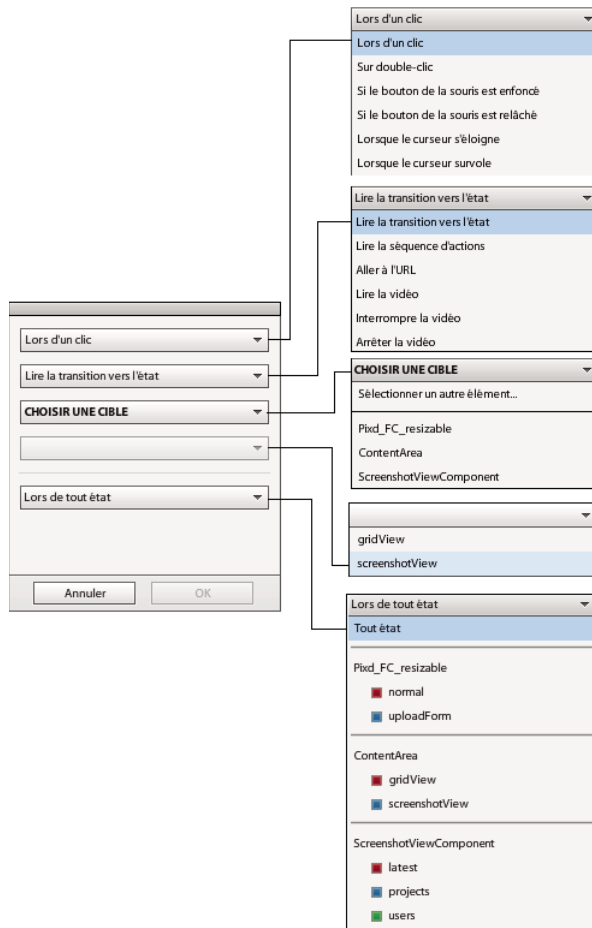 Lors d'un clic
Lors d'un clic
Sur double-clic
Si le bouton de la souris est enfoncé
Si le bouton de la souris est relâché
Lorsque le curseur s'éloigne
Lorsque le curseur survole
Lire la transition vers l'état
Lire la transition vers l'état
Lire la séquence d'actions
Aller à l'URL
Lire la vidéo
Interrompre la vidéo
Arrêter la vidéo
Lors d'un clic
Lire la transition vers l'état
CHOISIR UNE CIBLE
Lors de tout état
Annuler
OK
CHOISIR UNE CIBLE
Sélectionner un autre élément...
Pixd_FC_resizable
ContentArea
ScreenshotViewComponent
gridView
screenshotView
Lors de tout état
Tout état
Pixd_FC_resizable
normal
uploadForm
ContentArea
gridView
screenshotView
ScreenshotViewComponent
latest
projects
users